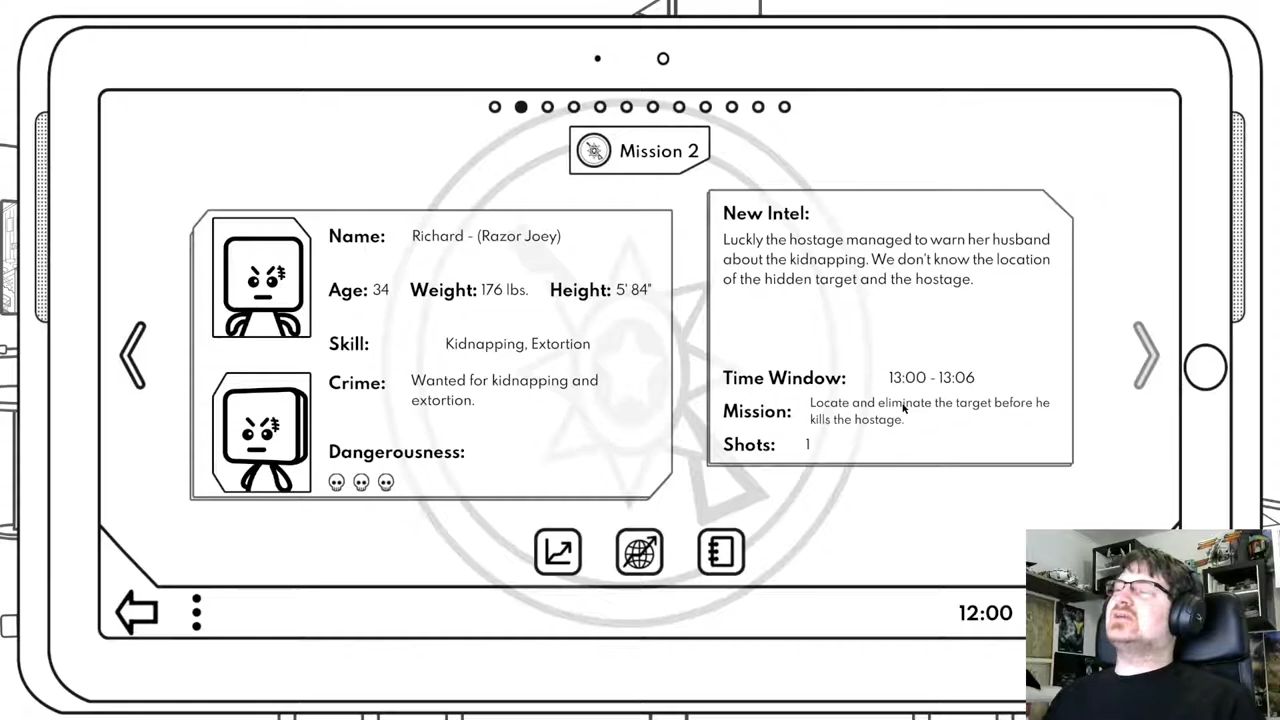 Mission 2
Name: Richard - (Razor Joey)
Age: 34 Weight: 176 lbs. Height: 5' 84"
Skill: Kidnapping, Extortion
Crime: Wanted for kidnapping and
extortion.
Dangerousness:
New Intel:
Luckly the hostage managed to warn her husband
about the kidnapping. We don't know the location
of the hidden target and the hostage.
Time Window: 13:00 - 13:06
Mission: Locate and eliminate the target before he
kills the hostage.
Shots: 1
12:00